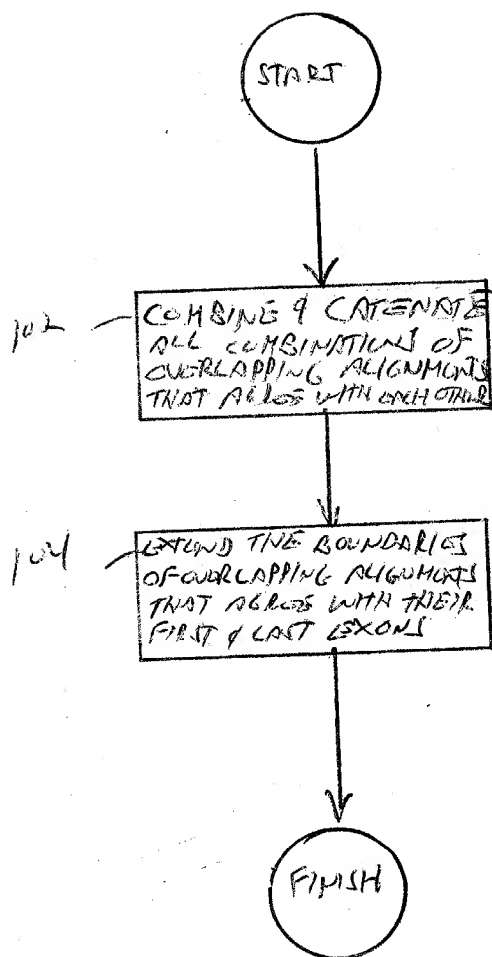 START
102
COMBINE & CATENATE
ALL COMBINATIONS OF
OVERLAPPING ALIGNMENTS
THAT AGREE WITH EACH OTHER
104
EXTEND THE BOUNDARIES
OF OVERLAPPING ALIGNMENTS
THAT AGREE WITH THEIR
FIRST & LAST LEXONS
FINISH